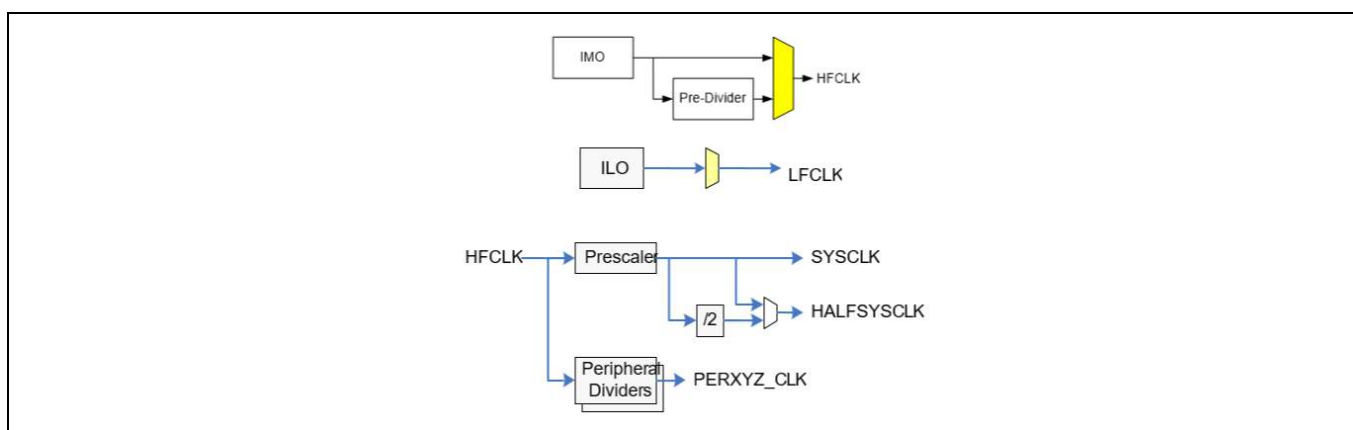 IMO
HFCLK
Pre-Divider
ILO
LFCLK
HFCLK
Prescaler
SYSCLK
/2
HALFSYSCLK
Peripheral
Dividers
PERXYZ_CLK